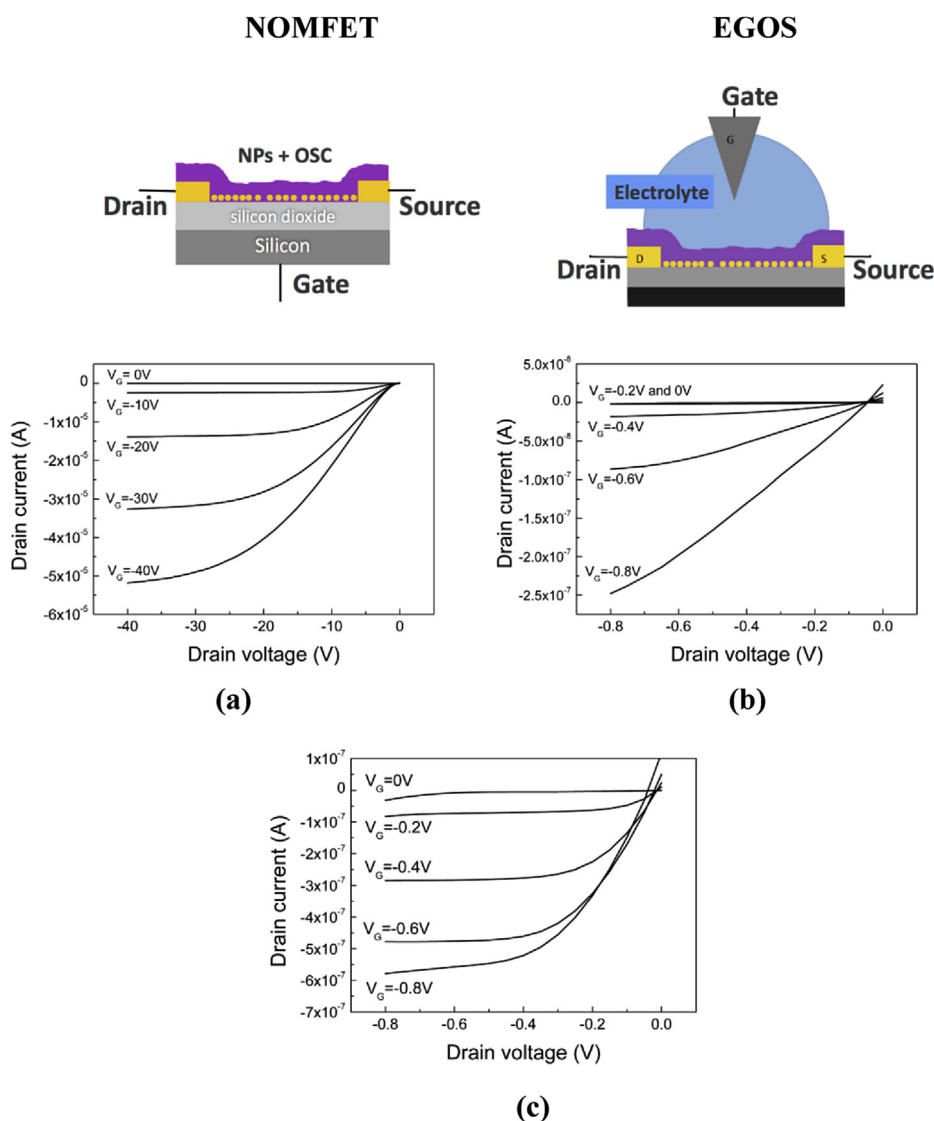 NOMFET
EGOS
NPs + OSC
Drain
Source
silicon dioxide
Silicon
Gate
Gate
G
Electrolyte
Drain
D
S
Source
V_G= 0V
V_G=-10V
V_G=-20V
V_G=-30V
V_G=-40V
0
-1x10^-5
-2x10^-5
-3x10^-5
-4x10^-5
-5x10^-5
-6x10^-5
Drain current (A)
-40 -30 -20 -10 0
Drain voltage (V)
(a)
5.0x10^-8
0.0
-5.0x10^-8
-1.0x10^-7
-1.5x10^-7
-2.0x10^-7
-2.5x10^-7
Drain current (A)
V_G=-0.2V and 0V
V_G=-0.4V
V_G=-0.6V
V_G=-0.8V
-0.8 -0.6 -0.4 -0.2 0.0
Drain voltage (V)
(b)
1x10^-7
0
-1x10^-7
-2x10^-7
-3x10^-7
-4x10^-7
-5x10^-7
-6x10^-7
-7x10^-7
Drain current (A)
V_G=0V
V_G=-0.2V
V_G=-0.4V
V_G=-0.6V
V_G=-0.8V
-0.8 -0.6 -0.4 -0.2 0.0
Drain voltage (V)
(c)